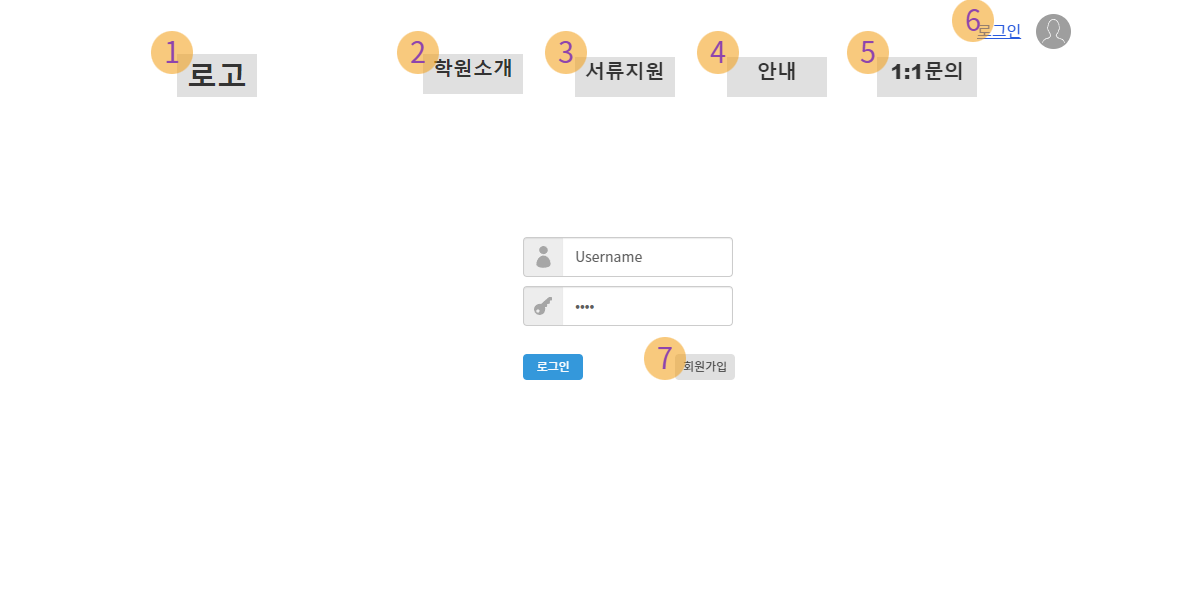 6 로그인
1 로고
2 학원소개
3 서류지원
4 안내
5 1:1문의
Username
••••
로그인
7 회원가입